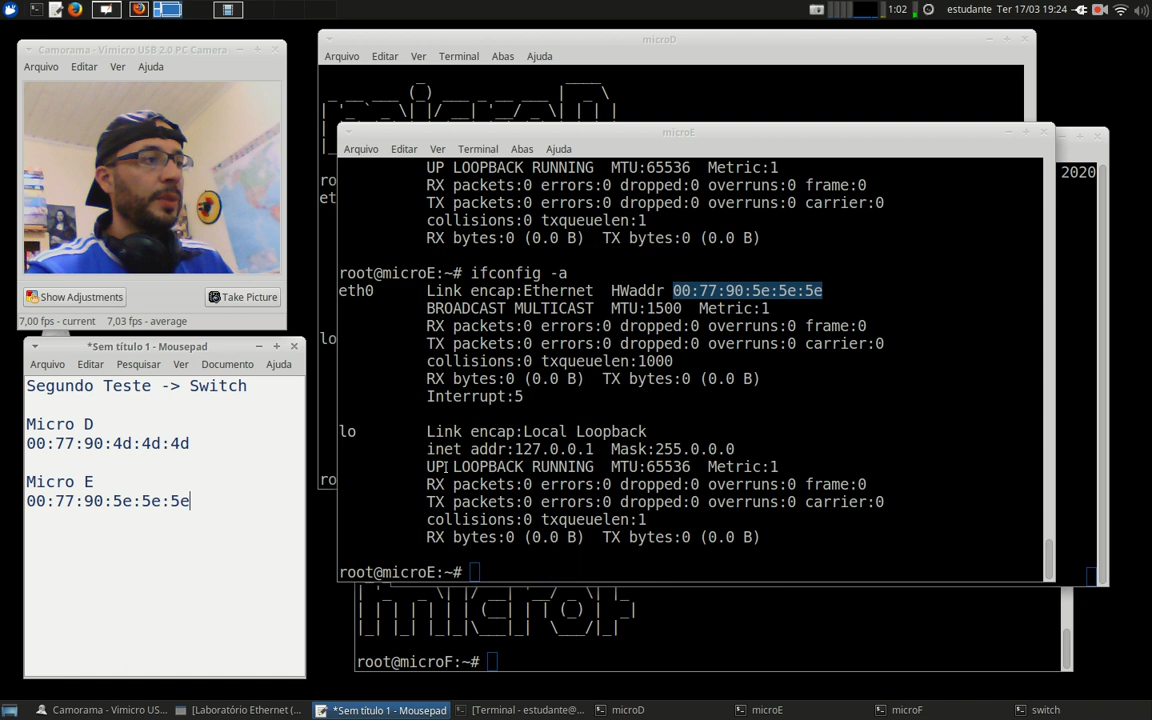 1:02
estudante
Ter 17/03 19:24
Camorama - Vimicro USB 2.0 PC Camera
Arquivo Editar Ver Ajuda
Show Adjustments
Take Picture
7,00 fps - current 7,03 fps - average
*Sem título 1 - Mousepad
Arquivo Editar Pesquisar Ver Documento Ajuda
Segundo Teste -> Switch
Micro D
00:77:90:4d:4d:4d
Micro E
00:77:90:5e:5e:5e
microD
Arquivo Editar Ver Terminal Abas Ajuda
ro
et
lo
ro
2020
microE
Arquivo Editar Ver Terminal Abas Ajuda
UP LOOPBACK RUNNING MTU:65536 Metric:1
RX packets:0 errors:0 dropped:0 overruns:0 frame:0
TX packets:0 errors:0 dropped:0 overruns:0 carrier:0
collisions:0 txqueuelen:1
RX bytes:0 (0.0 B) TX bytes:0 (0.0 B)
root@microE:~# ifconfig -a
eth0 Link encap:Ethernet HWaddr 00:77:90:5e:5e:5e
BROADCAST MULTICAST MTU:1500 Metric:1
RX packets:0 errors:0 dropped:0 overruns:0 frame:0
TX packets:0 errors:0 dropped:0 overruns:0 carrier:0
collisions:0 txqueuelen:1000
RX bytes:0 (0.0 B) TX bytes:0 (0.0 B)
Interrupt:5
lo Link encap:Local Loopback
inet addr:127.0.0.1 Mask:255.0.0.0
UP LOOPBACK RUNNING MTU:65536 Metric:1
RX packets:0 errors:0 dropped:0 overruns:0 frame:0
TX packets:0 errors:0 dropped:0 overruns:0 carrier:0
collisions:0 txqueuelen:1
RX bytes:0 (0.0 B) TX bytes:0 (0.0 B)
root@microE:~#
root@microF:~#
Camorama - Vimicro US...
[Laboratório Ethernet (...
*Sem título 1 - Mousepad
[Terminal - estudante@...
microD
microE
microF
switch